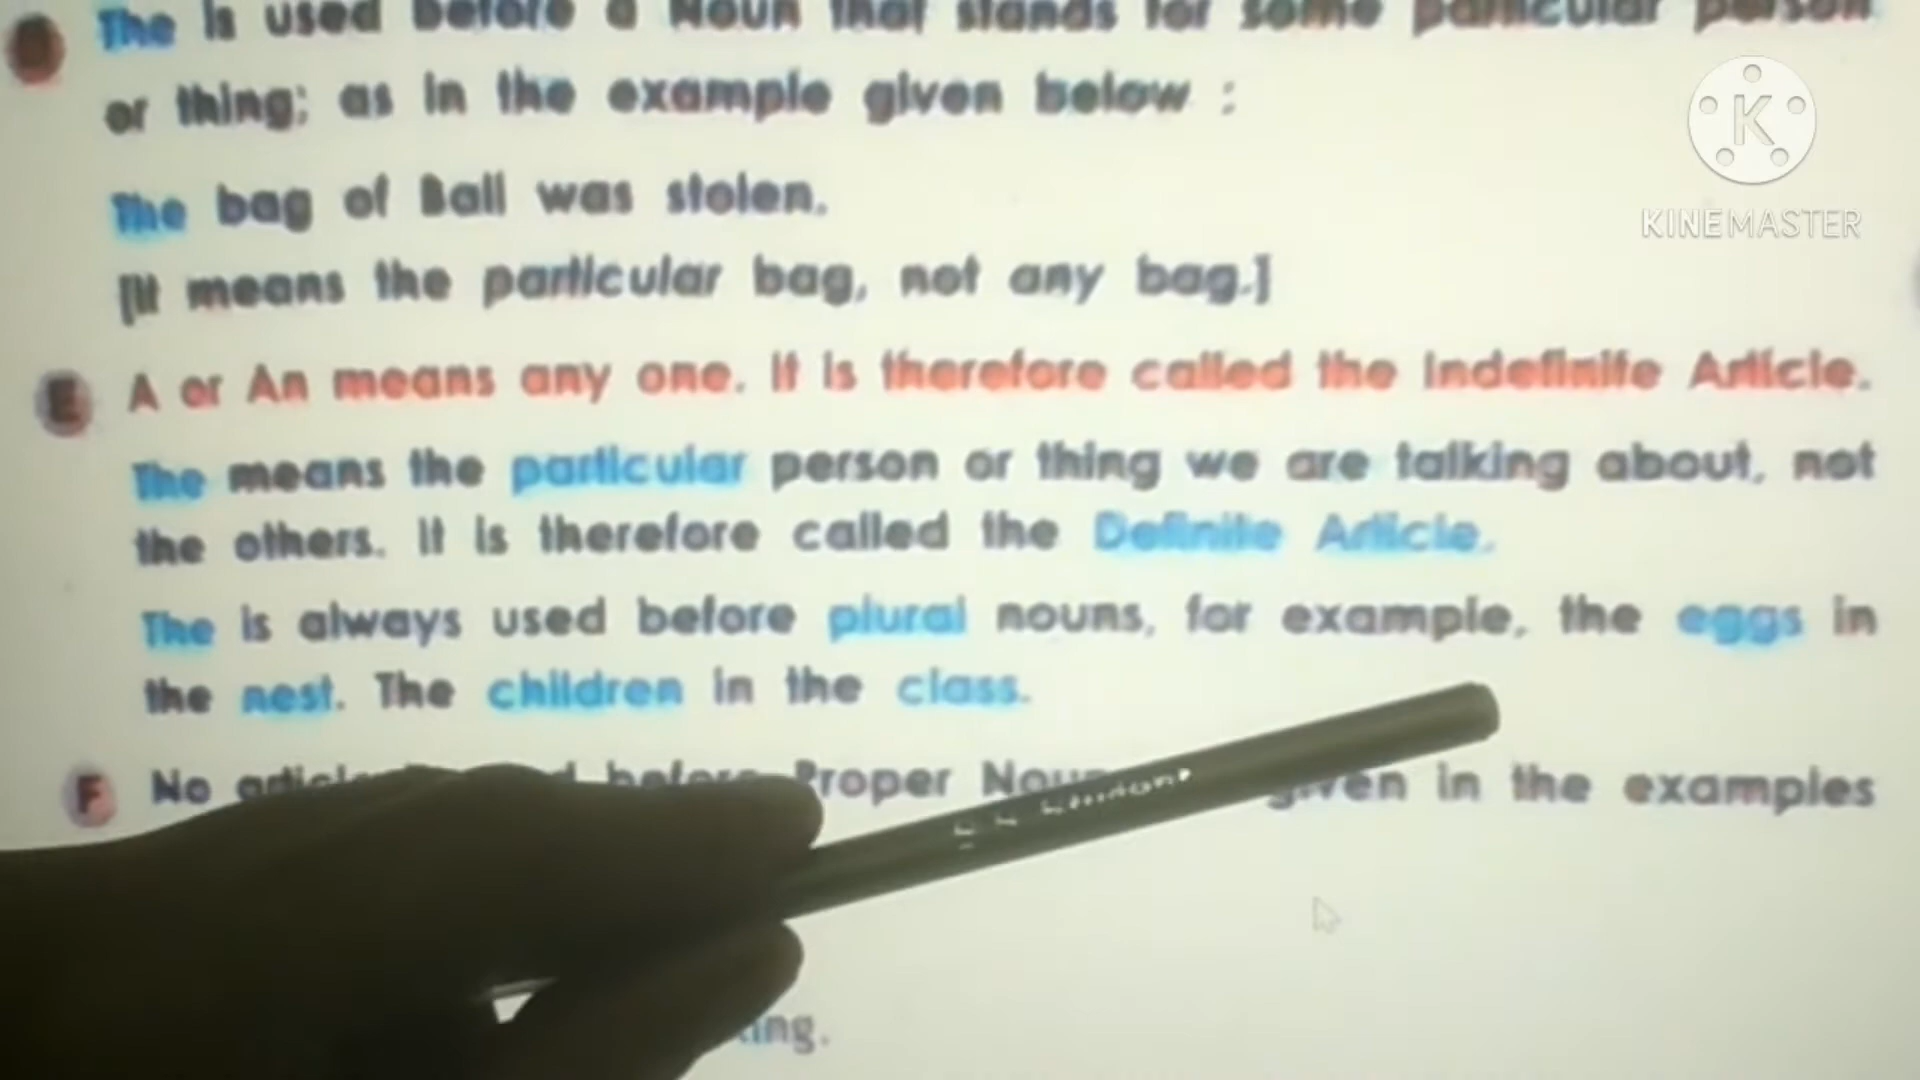 The is used before a Noun that stands for some particular person
or thing; as in the example given below :
The bag of Ball was stolen.
[It means the particular bag, not any bag.]
E A or An means any one. It is therefore called the Indefinite Article.
The means the particular person or thing we are talking about, not
the others. It is therefore called the Definite Article.
The is always used before plural nouns, for example, the eggs in
the nest. The children in the class.
F No before Proper given in the examples
K
KINEMASTER